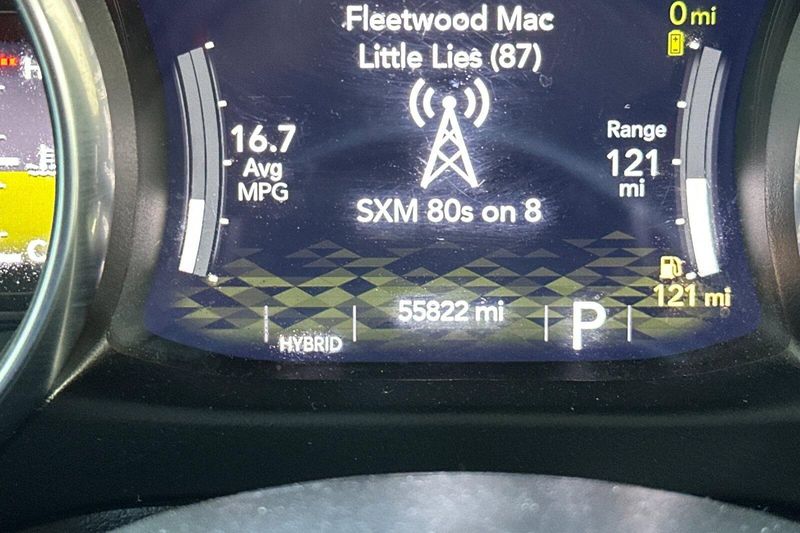 Fleetwood Mac
Little Lies (87)
0 mi
16.7
Avg
MPG
Range
121
mi
SXM 80s on 8
121 mi
55822 mi
HYBRID
P
H
C